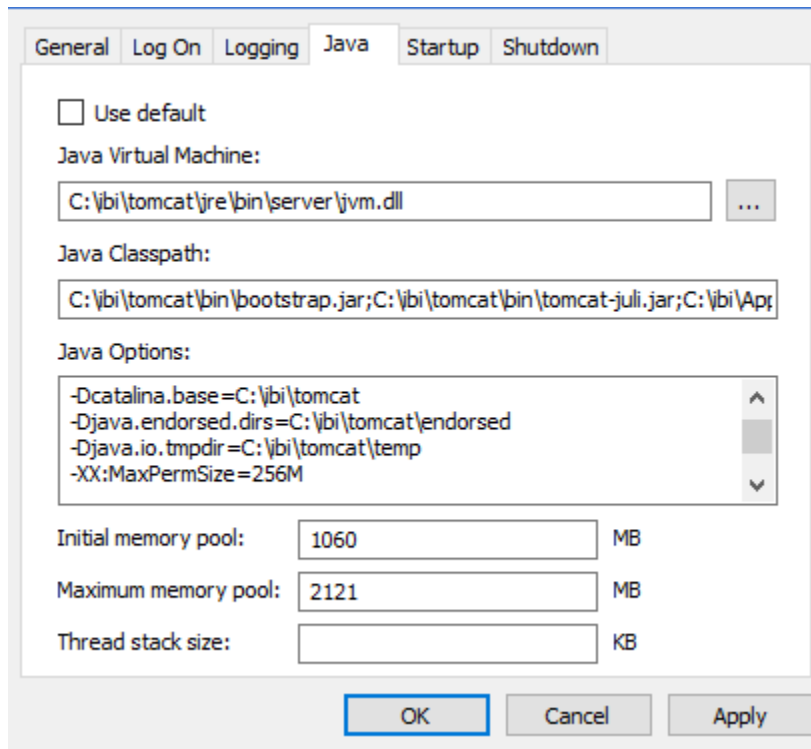 General Log On Logging Java Startup Shutdown
Use default
Java Virtual Machine:
C:\ibi\tomcat\jre\bin\server\jvm.dll ...
Java Classpath:
C:\ibi\tomcat\bin\bootstrap.jar;C:\ibi\tomcat\bin\tomcat-juli.jar;C:\ibi\App
Java Options:
-Dcatalina.base=C:\ibi\tomcat
-Djava.endorsed.dirs=C:\ibi\tomcat\endorsed
-Djava.io.tmpdir=C:\ibi\tomcat\temp
-XX:MaxPermSize=256M
Initial memory pool: 1060 MB
Maximum memory pool: 2121 MB
Thread stack size: KB
OK Cancel Apply